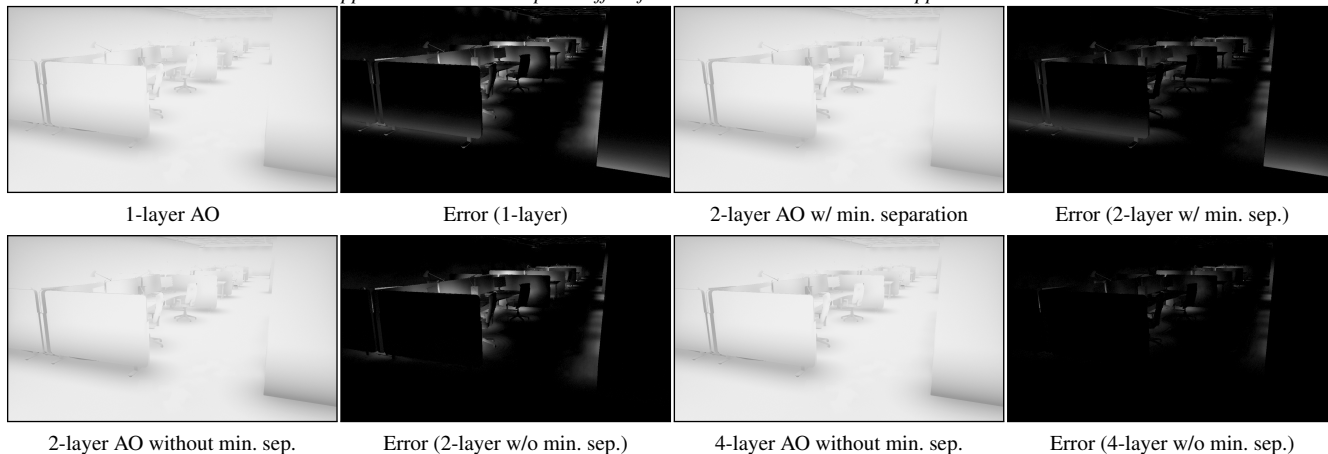 1-layer AO
Error (1-layer)
2-layer AO w/ min. separation
Error (2-layer w/ min. sep.)
2-layer AO without min. sep.
Error (2-layer w/o min. sep.)
4-layer AO without min. sep.
Error (4-layer w/o min. sep.)